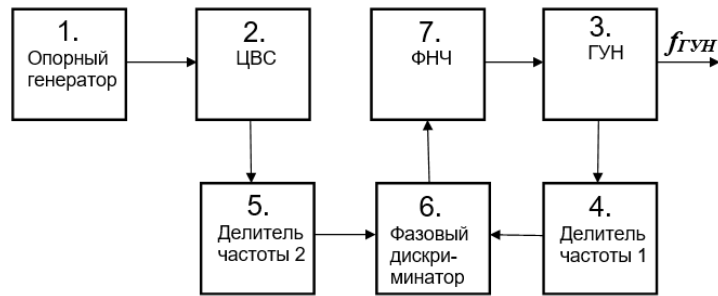 1.
Опорный
генератор
2.
ЦВС
7.
ФНЧ
3.
ГУН
fГУН
5.
Делитель
частоты 2
6.
Фазовый
дискри-
минатор
4.
Делитель
частоты 1